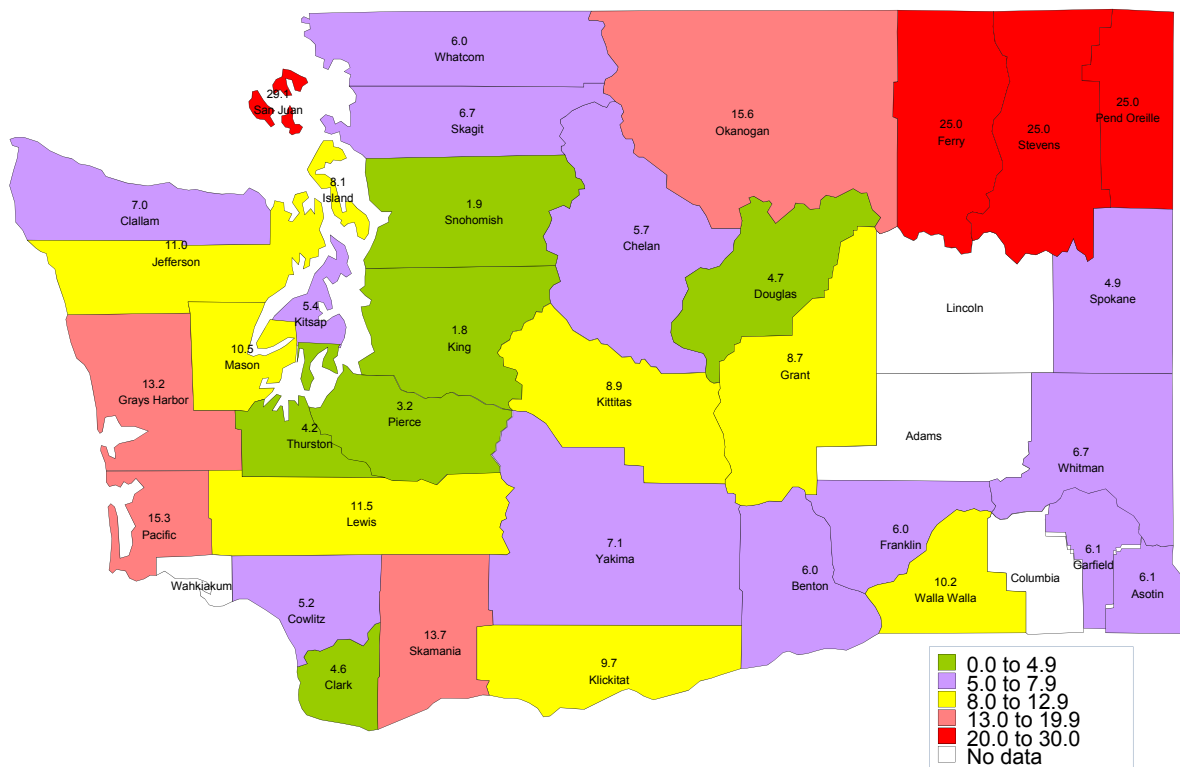 6.0
Whatcom
29.1
San Juan
6.7
Skagit
15.6
Okanogan
25.0
Ferry
25.0
Stevens
25.0
Pend Oreille
8.1
Island
7.0
Clallam
1.9
Snohomish
5.7
Chelan
11.0
Jefferson
4.7
Douglas
Lincoln
4.9
Spokane
5.4
Kitsap
1.8
King
10.5
Mason
8.7
Grant
13.2
Grays Harbor
8.9
Kittitas
3.2
Pierce
4.2
Thurston
Adams
6.7
Whitman
11.5
Lewis
15.3
Pacific
7.1
Yakima
6.0
Franklin
6.1
Garfield
Wahkiakum
6.0
Benton
10.2
Walla Walla
Columbia
6.1
Asotin
5.2
Cowlitz
13.7
Skamania
9.7
Klickitat
4.6
Clark
0.0 to 4.9
5.0 to 7.9
8.0 to 12.9
13.0 to 19.9
20.0 to 30.0
No data